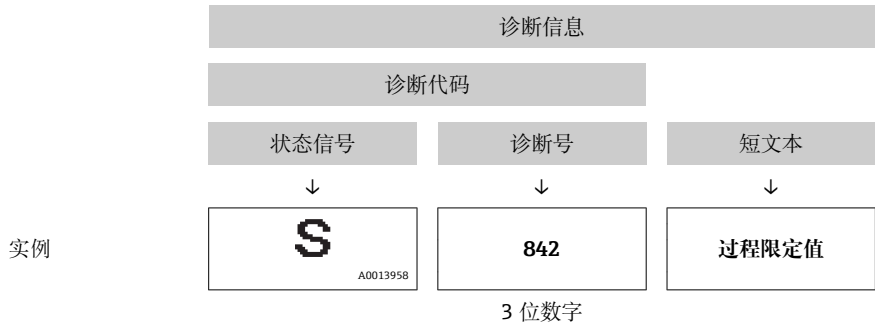 诊断信息
诊断代码
状态信号 诊断号 短文本
↓ ↓ ↓
实例 S 842 过程限定值
A0013958
3 位数字